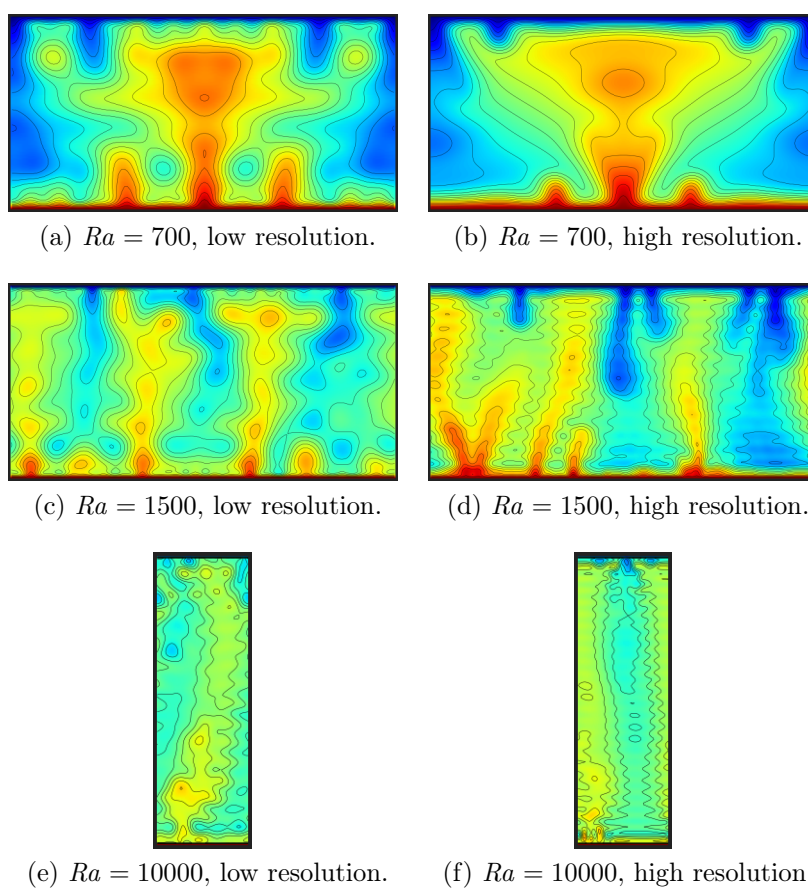 (a) Ra = 700, low resolution.
(b) Ra = 700, high resolution.
(c) Ra = 1500, low resolution.
(d) Ra = 1500, high resolution.
(e) Ra = 10000, low resolution.
(f) Ra = 10000, high resolution